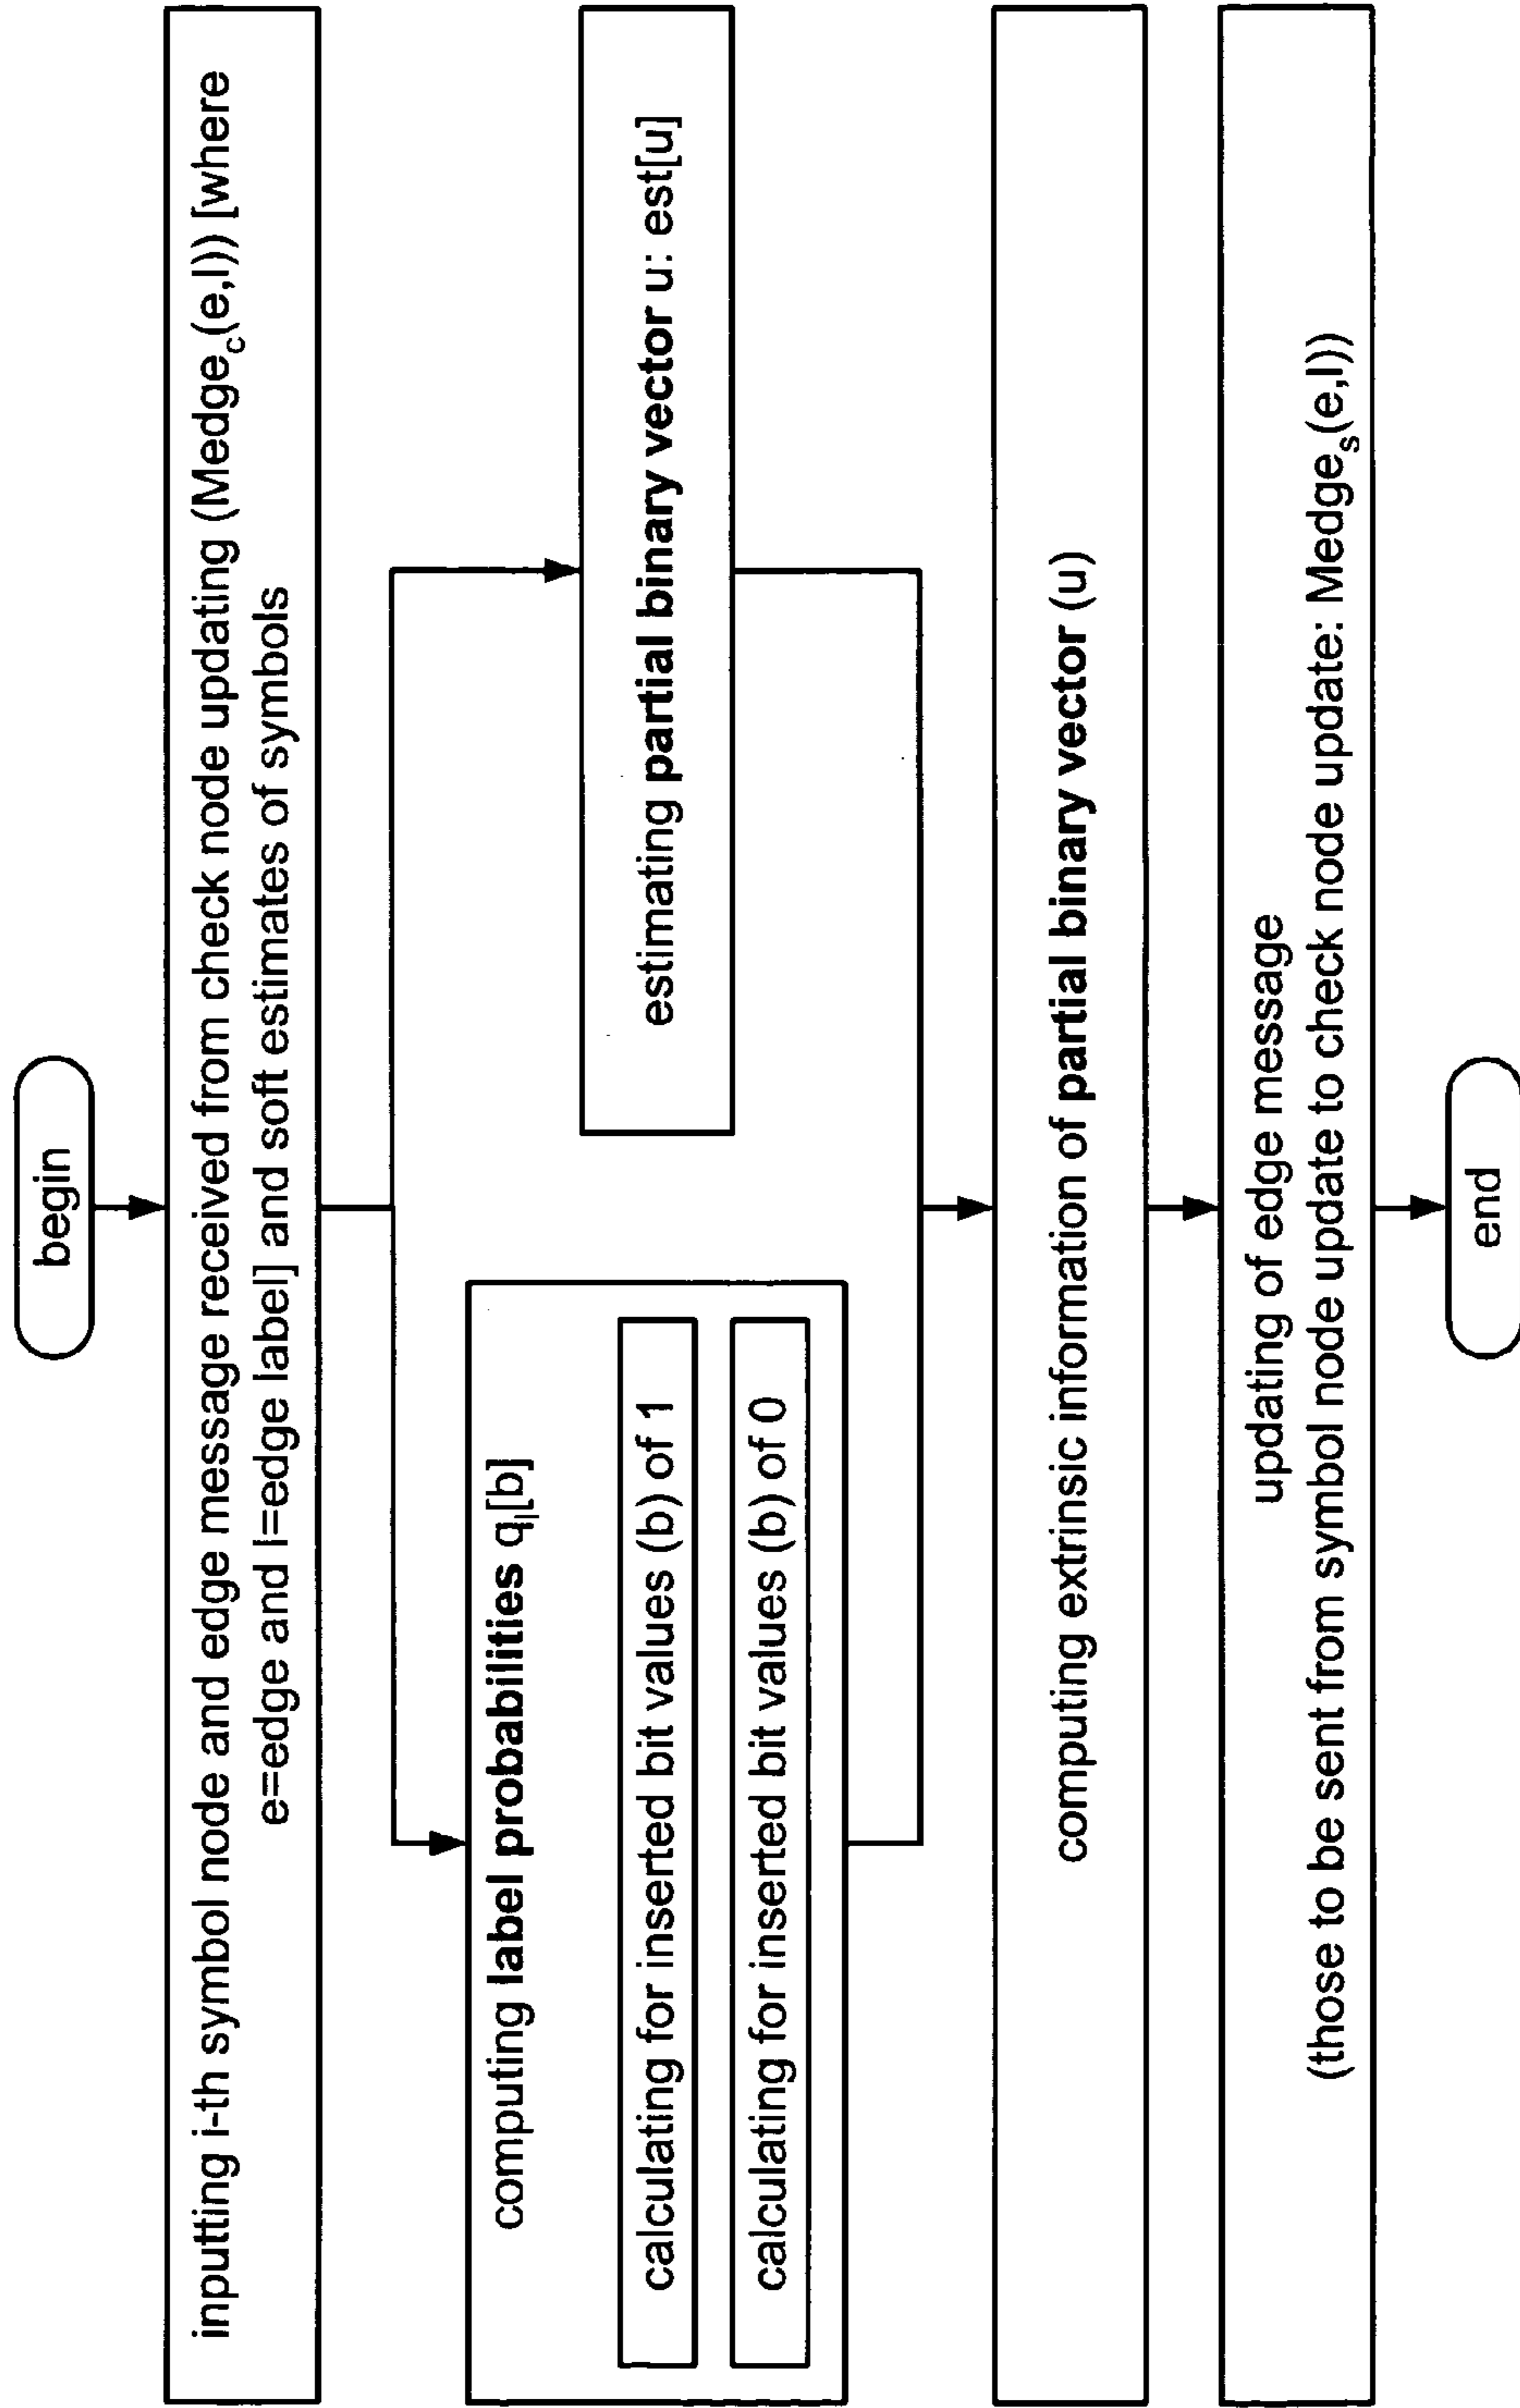 begin
inputting i-th symbol node and edge message received from check node updating (Medge_c(e,l)) [where
e=edge and l=edge label] and soft estimates of symbols
computing label probabilities q_l[b]
calculating for inserted bit values (b) of 1
calculating for inserted bit values (b) of 0
estimating partial binary vector u: est[u]
computing extrinsic information of partial binary vector (u)
updating of edge message
(those to be sent from symbol node update to check node update: Medge_s(e,l))
end